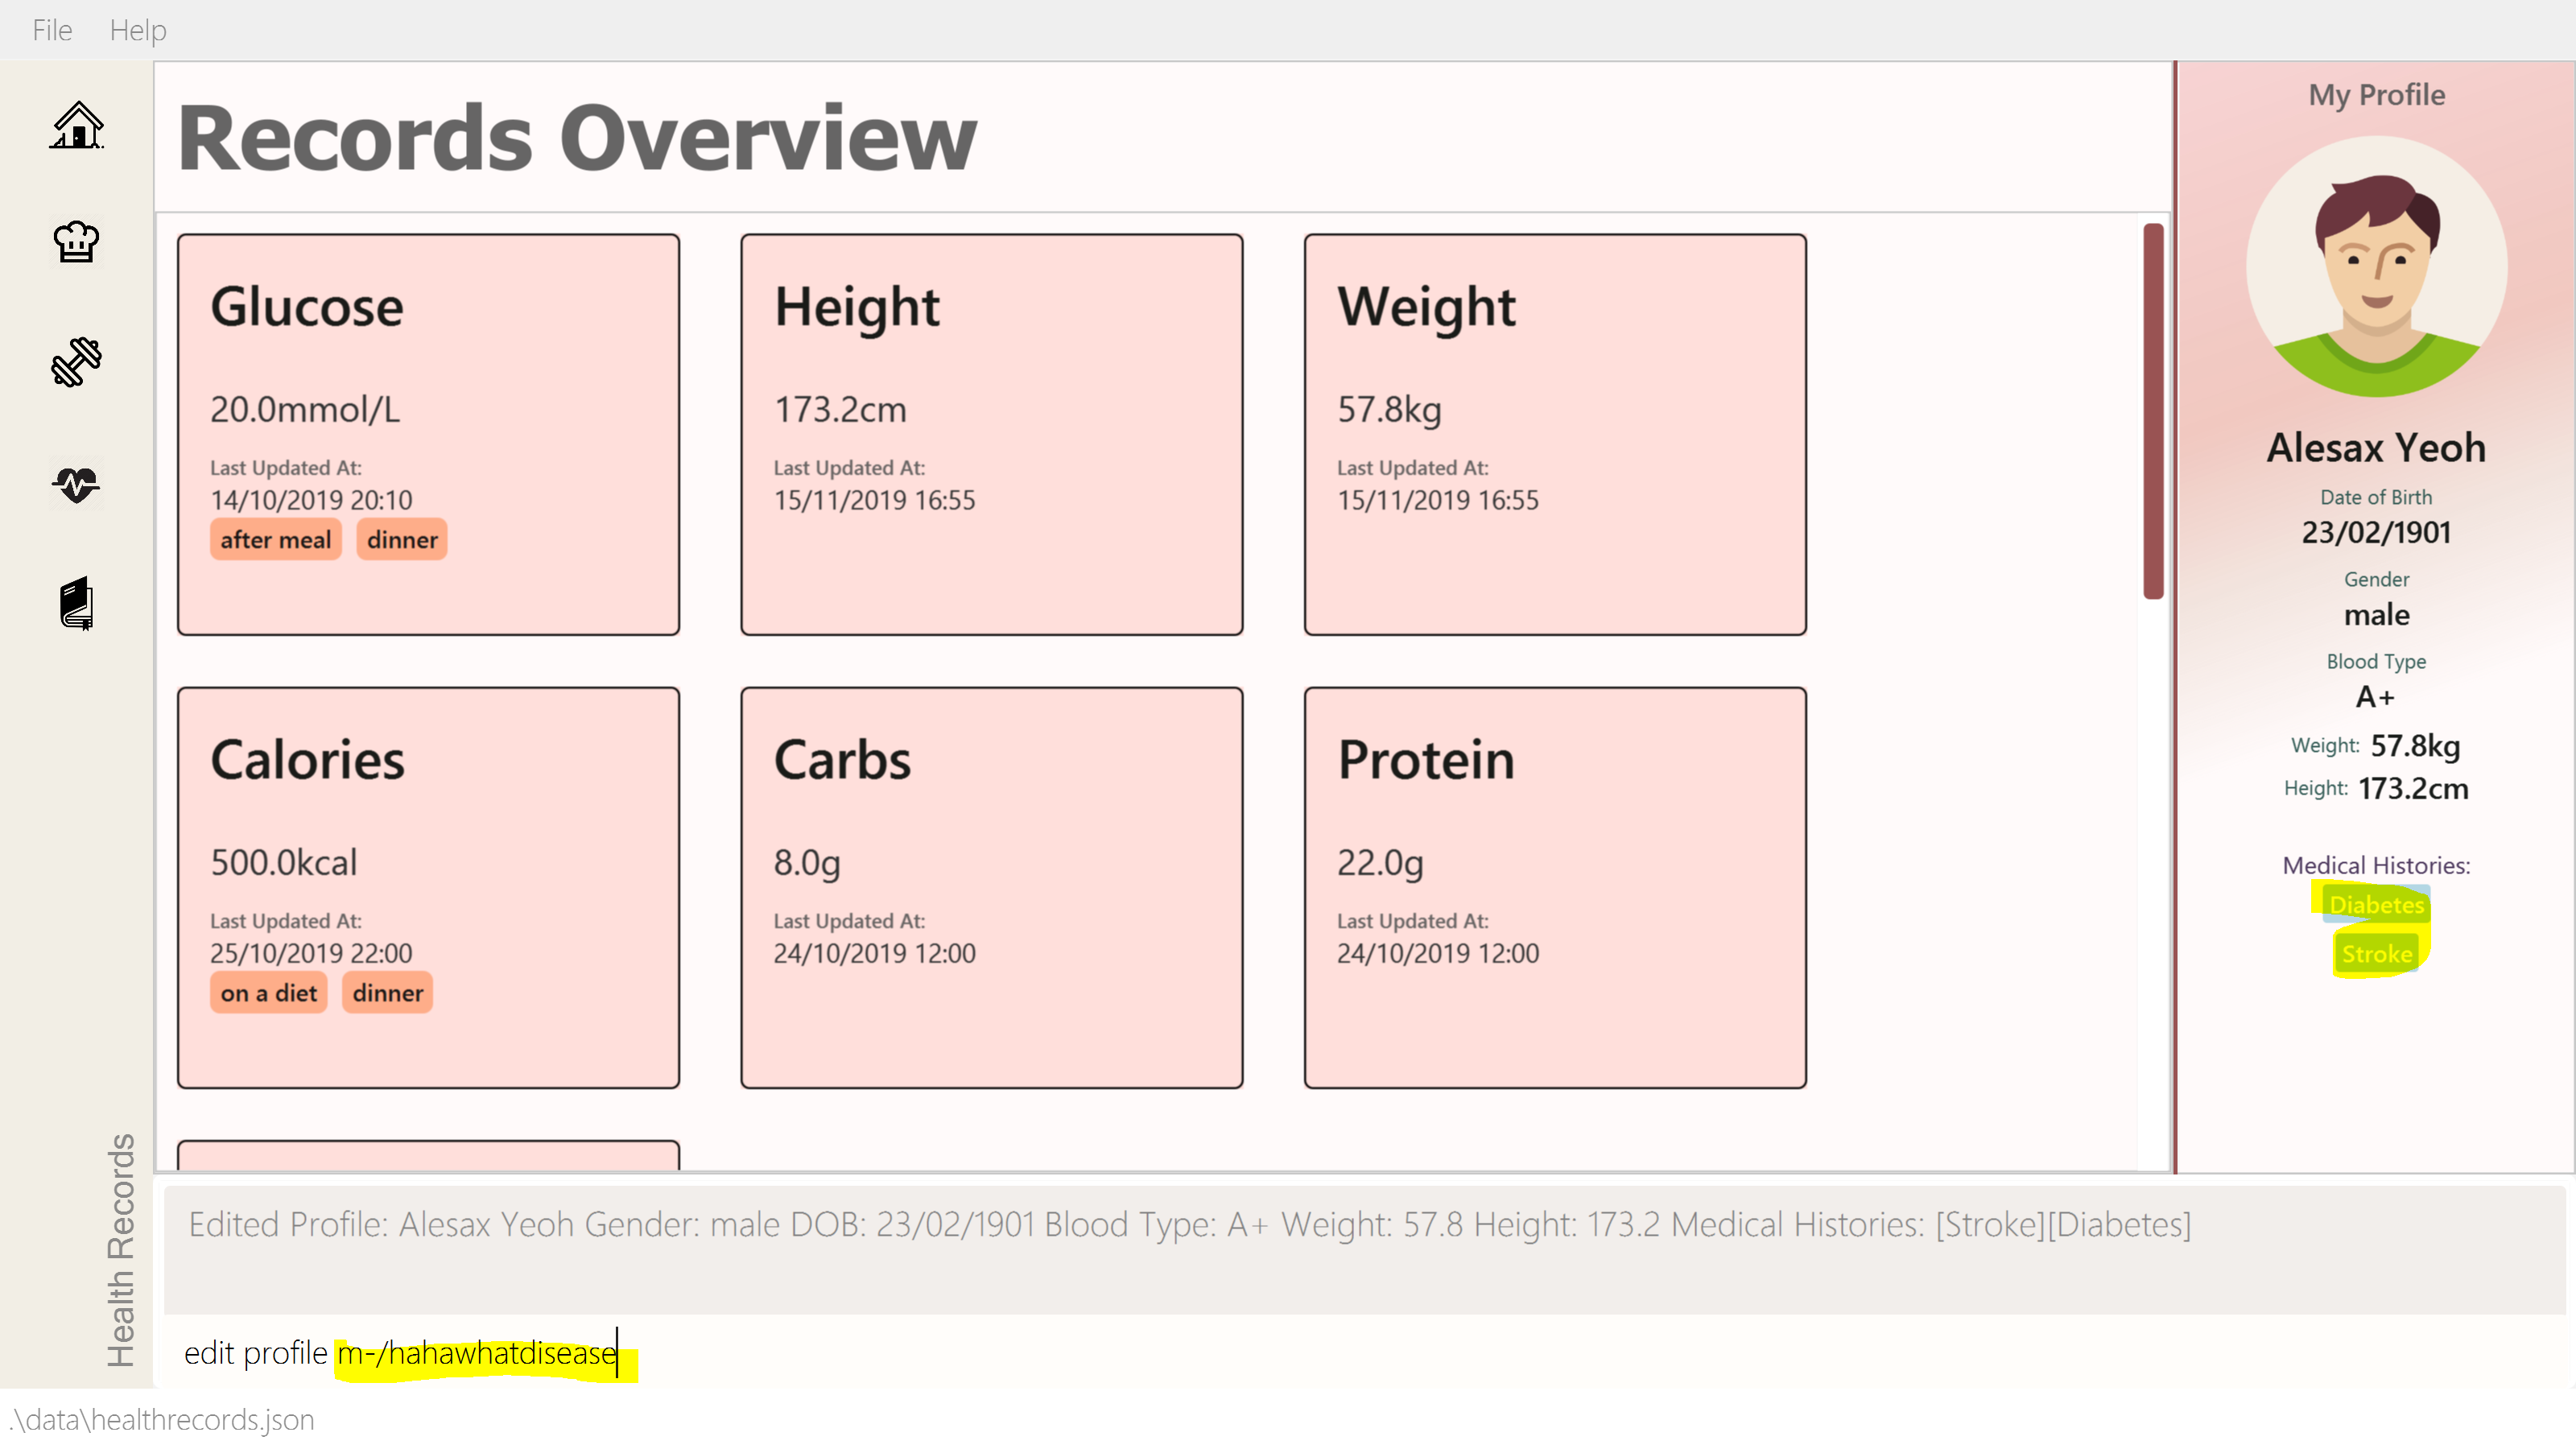 File Help
Records Overview
Glucose
20.0mmol/L
Last Updated At:
14/10/2019 20:10
after meal dinner
Height
173.2cm
Last Updated At:
15/11/2019 16:55
Weight
57.8kg
Last Updated At:
15/11/2019 16:55
Calories
500.0kcal
Last Updated At:
25/10/2019 22:00
on a diet dinner
Carbs
8.0g
Last Updated At:
24/10/2019 12:00
Protein
22.0g
Last Updated At:
24/10/2019 12:00
My Profile
Alesax Yeoh
Date of Birth
23/02/1901
Gender
male
Blood Type
A+
Weight: 57.8kg
Height: 173.2cm
Medical Histories:
Diabetes
Stroke
Health Records
Edited Profile: Alesax Yeoh Gender: male DOB: 23/02/1901 Blood Type: A+ Weight: 57.8 Height: 173.2 Medical Histories: [Stroke][Diabetes]
edit profile m-/hahawhatdisease
.\data\healthrecords.json